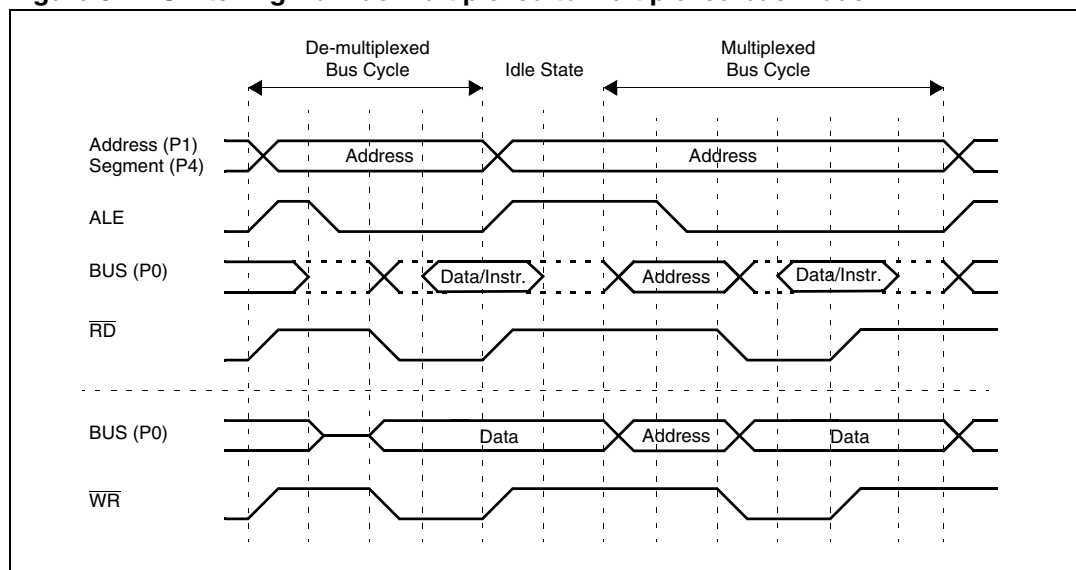 De-multiplexed
Bus Cycle
Idle State
Multiplexed
Bus Cycle
Address (P1)
Segment (P4)
Address
Address
ALE
BUS (P0)
Data/Instr.
Address
Data/Instr.
RD
BUS (P0)
Data
Address
Data
WR